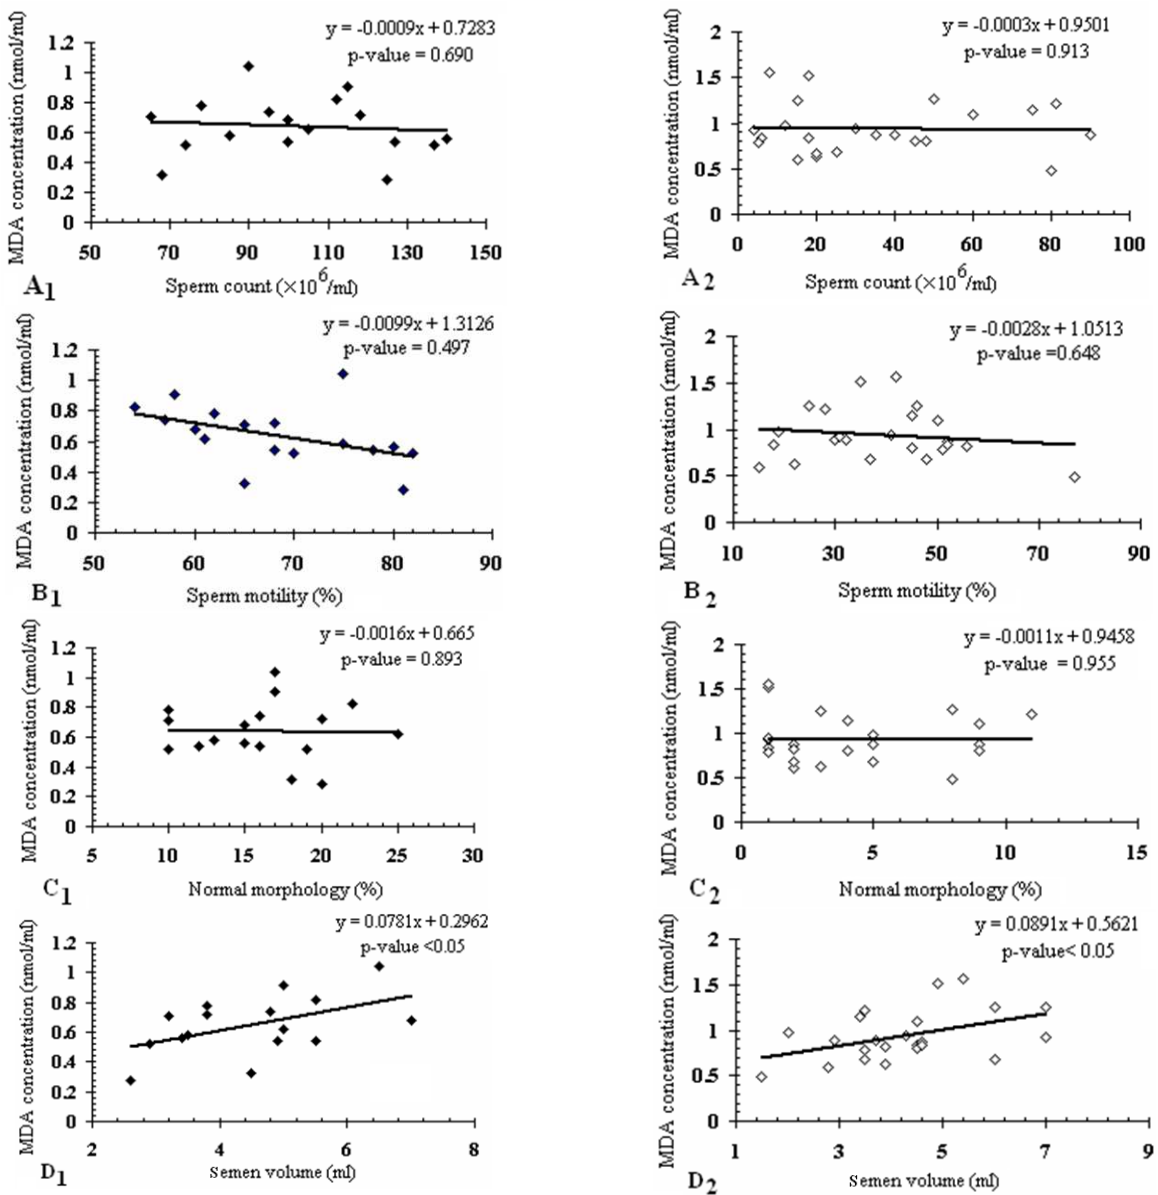 y = -0.0009x + 0.7283
p-value = 0.690
MDA concentration (nmol/ml)
1.2
1
0.8
0.6
0.4
0.2
0
50 70 90 110 130 150
Sperm count (×10⁶/ml)
A1
y = -0.0003x + 0.9501
p-value = 0.913
MDA concentration (nmol/ml)
2
1.5
1
0.5
0
0 20 40 60 80 100
Sperm count (×10⁶/ml)
A2
y = -0.0099x + 1.3126
p-value = 0.497
MDA concentration (nmol/ml)
1.2
1
0.8
0.6
0.4
0.2
0
50 60 70 80 90
Sperm motility (%)
B1
y = -0.0028x + 1.0513
p-value =0.648
MDA concentration (nmol/ml)
2
1.5
1
0.5
0
10 30 50 70 90
Sperm motility (%)
B2
y = -0.0016x + 0.665
p-value = 0.893
MDA concentration (nmol/ml)
1.2
1
0.8
0.6
0.4
0.2
0
5 10 15 20 25 30
Normal morphology (%)
C1
y = -0.0011x + 0.9458
p-value = 0.955
MDA concentration (nmol/ml)
2
1.5
1
0.5
0
0 5 10 15
Normal morphology (%)
C2
y = 0.0781x + 0.2962
p-value <0.05
MDA concentration (nmol/ml)
1.2
1
0.8
0.6
0.4
0.2
0
2 4 6 8
Semen volume (ml)
D1
y = 0.0891x + 0.5621
p-value< 0.05
MDA concentration (nmol/ml)
2
1.5
1
0.5
0
1 3 5 7 9
Semen volume (ml)
D2